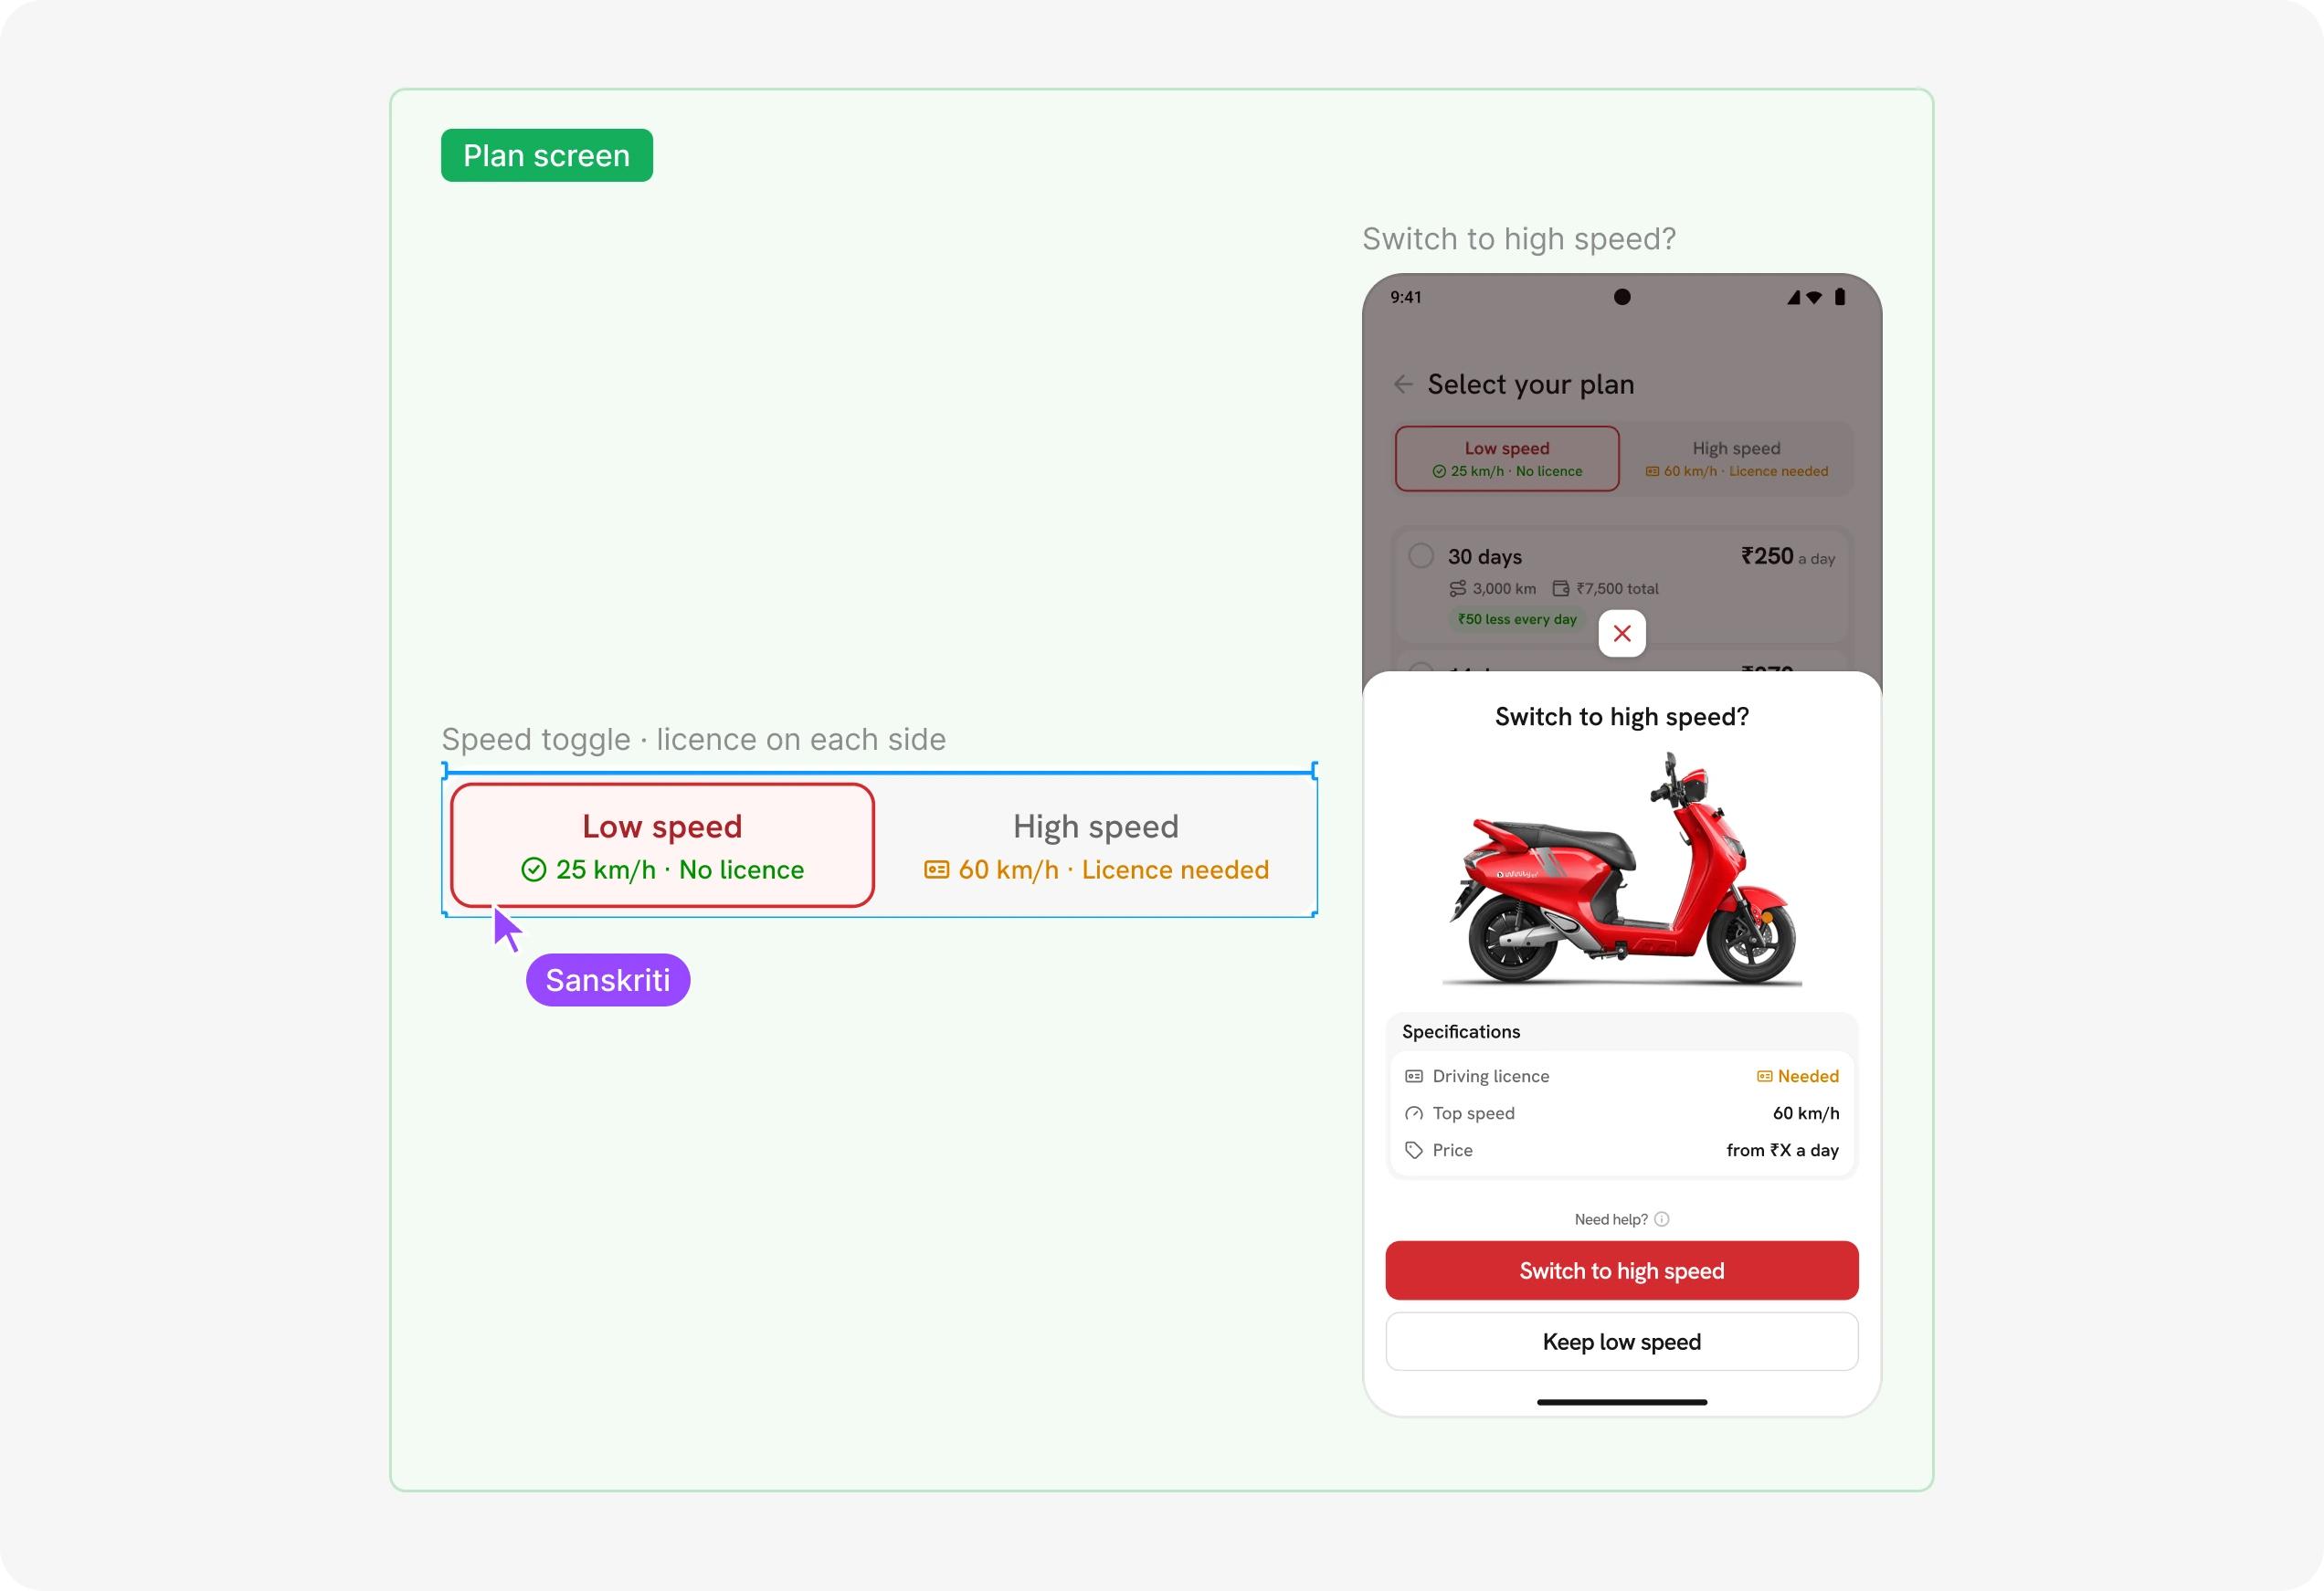 Plan screen
Switch to high speed?
9:41
Select your plan
Low speed
25 km/h · No licence
High speed
60 km/h · Licence needed
30 days
₹250 a day
3,000 km
₹7,500 total
₹50 less every day
Switch to high speed?
Specifications
Driving licence
Needed
Top speed
60 km/h
Price
from ₹X a day
Need help?
Switch to high speed
Keep low speed
Speed toggle · licence on each side
Low speed
25 km/h · No licence
High speed
60 km/h · Licence needed
Sanskriti